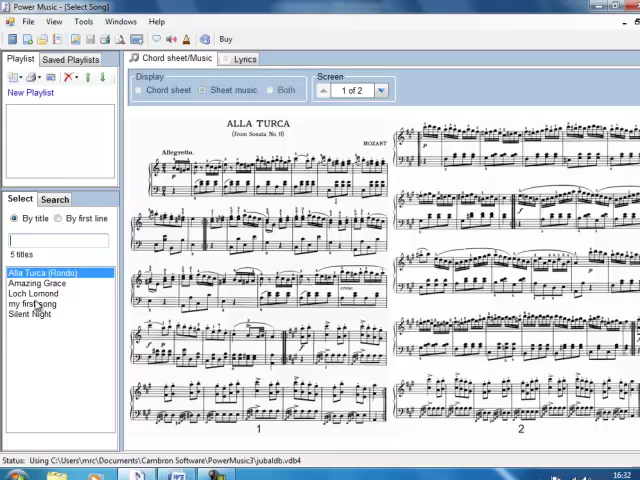 Power Music - [Select Song]
File View Tools Windows Help
Buy
Playlist Saved Playlists
New Playlist
Select Search
By title By first line
5 titles
Alla Turca (Rondo)
Amazing Grace
Loch Lomond
my first song
Silent Night
Chord sheet/Music Lyrics
Display
Chord sheet Sheet music Both
Screen
1 of 2
ALLA TURCA
(from Sonata No.11)
MOZART
Allegretto.
cresc.
1
2
Status: Using C:\Users\mrc\Documents\Cambron Software\PowerMusic3\jubaldb.vdb4
16:32